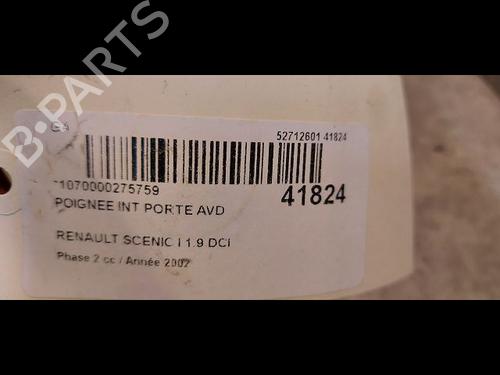 52712601 41824
*1070000275759
41824
POIGNEE INT PORTE AVD
RENAULT SCENIC I 1.9 DCI
Phase 2 cc / Année 2002
B-PARTS